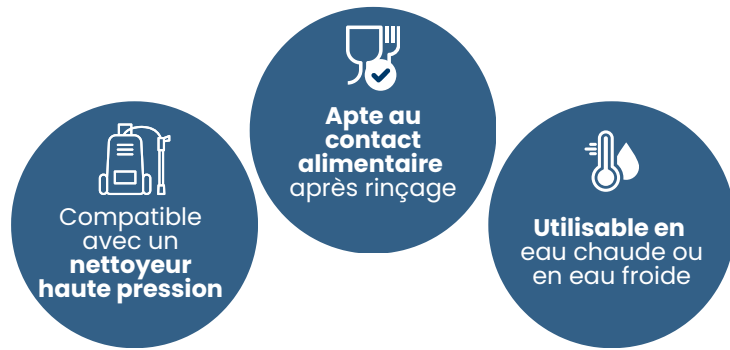 Compatible
avec un
nettoyeur
haute pression
Apte au
contact
alimentaire
après rinçage
Utilisable en
eau chaude ou
en eau froide